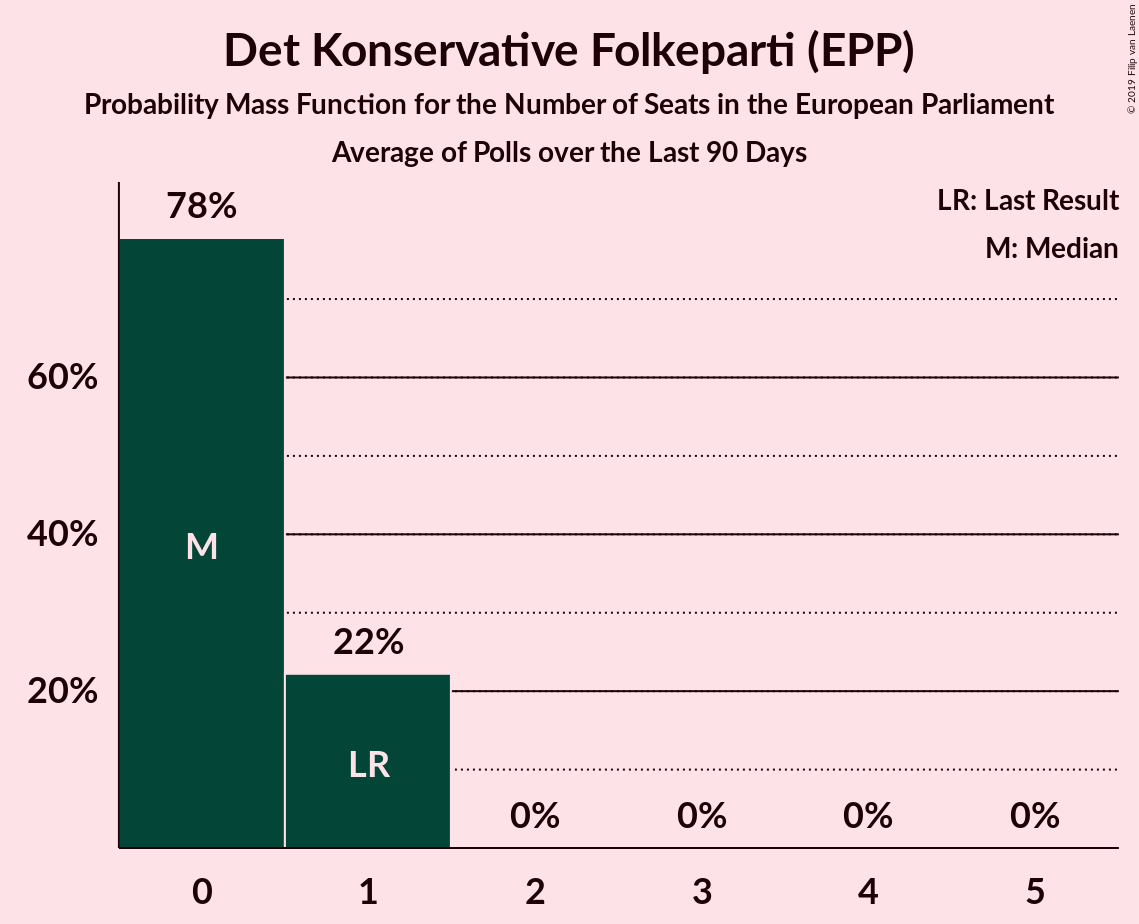 Det Konservative Folkeparti (EPP)
Probability Mass Function for the Number of Seats in the European Parliament
Average of Polls over the Last 90 Days
© 2019 Filip van Laenen
LR: Last Result
M: Median
78%
60%
40%
20%
M
22%
LR
0%
0%
0%
0%
0
1
2
3
4
5